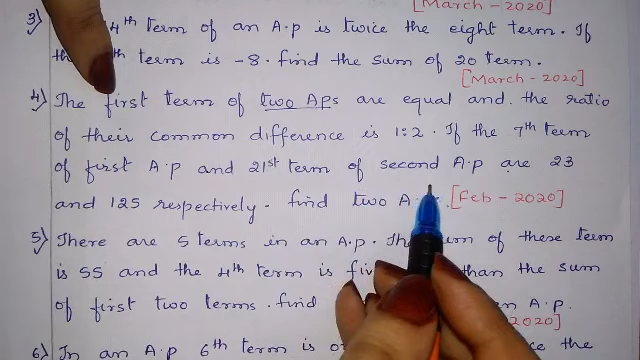 [March-2020]
3) 4th term of an A.p is twice the eight term. If
th term is -8. find the sum of 20 term.
[March-2020]
4) The first term of two APs are equal and the ratio
of their common difference is 1:2. If the 7th term
of first A.p and 21st term of second A.p are 23
and 125 respectively. find two A. [Feb-2020]
5) There are 5 terms in an A.p. The of these term
is 55 and the 4th term is than the sum
of first two terms. find an A.p.
2020]
6) In an A.p 6th term is the